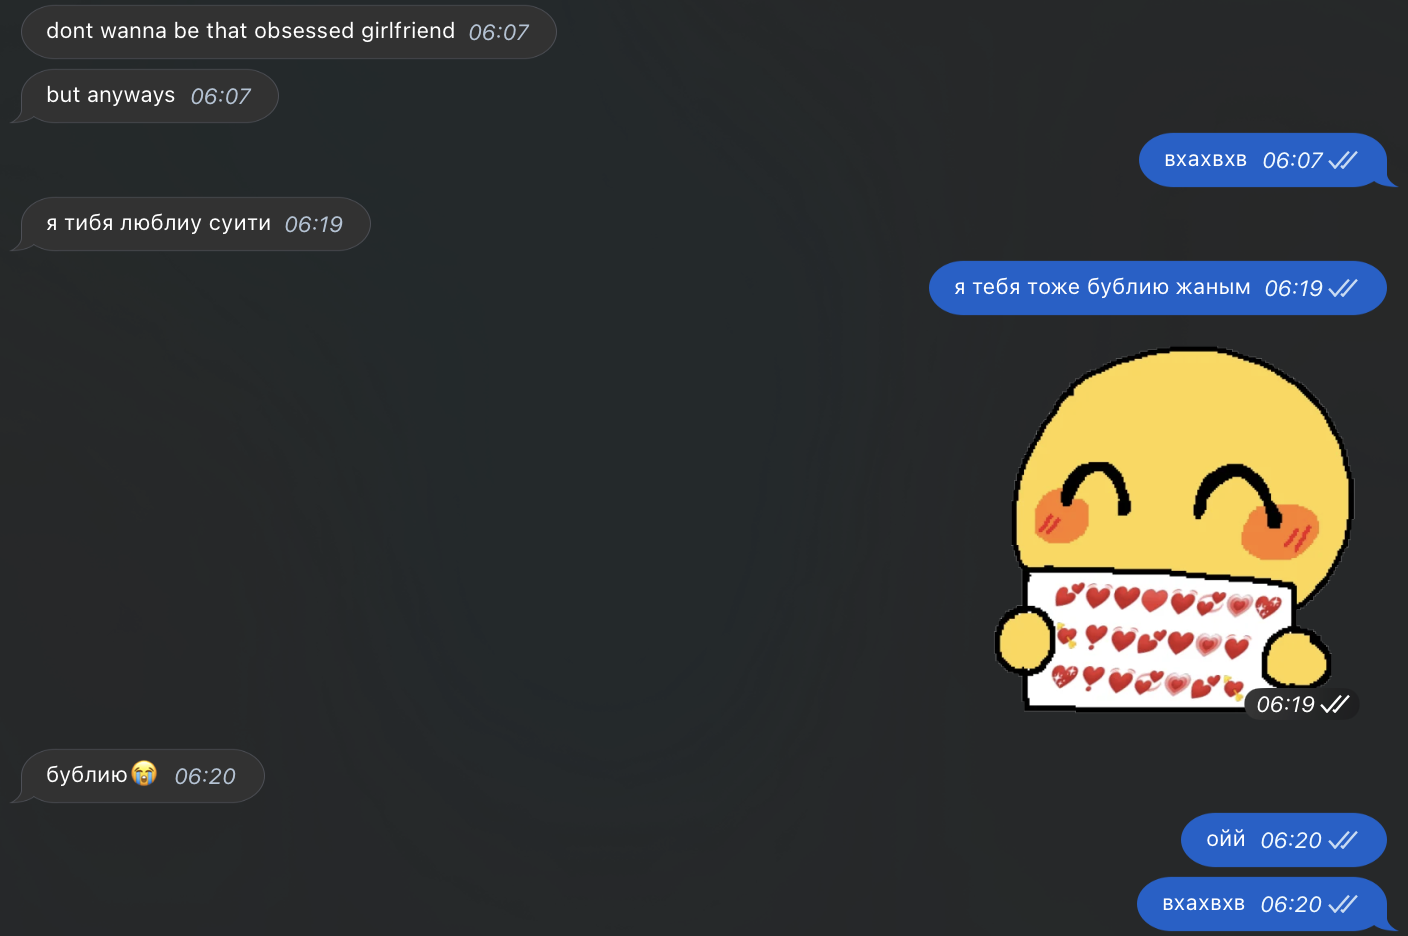 dont wanna be that obsessed girlfriend 06:07
but anyways 06:07
вхахвхв 06:07
я тибя люблиу суити 06:19
я тебя тоже бублию жаным 06:19
06:19
бублию😭 06:20
ойй 06:20
вхахвхв 06:20